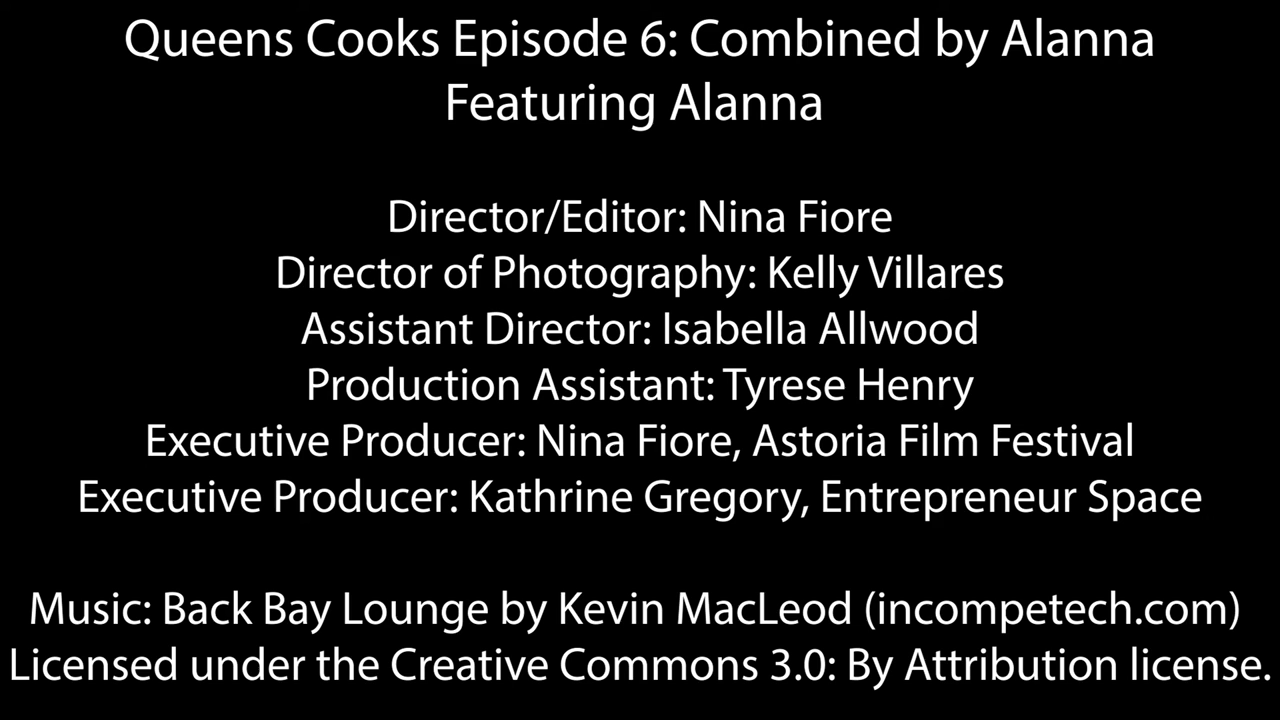 Queens Cooks Episode 6: Combined by Alanna
Featuring Alanna
Director/Editor: Nina Fiore
Director of Photography: Kelly Villares
Assistant Director: Isabella Allwood
Production Assistant: Tyrese Henry
Executive Producer: Nina Fiore, Astoria Film Festival
Executive Producer: Kathrine Gregory, Entrepreneur Space
Music: Back Bay Lounge by Kevin MacLeod (incompetech.com)
Licensed under the Creative Commons 3.0: By Attribution license.